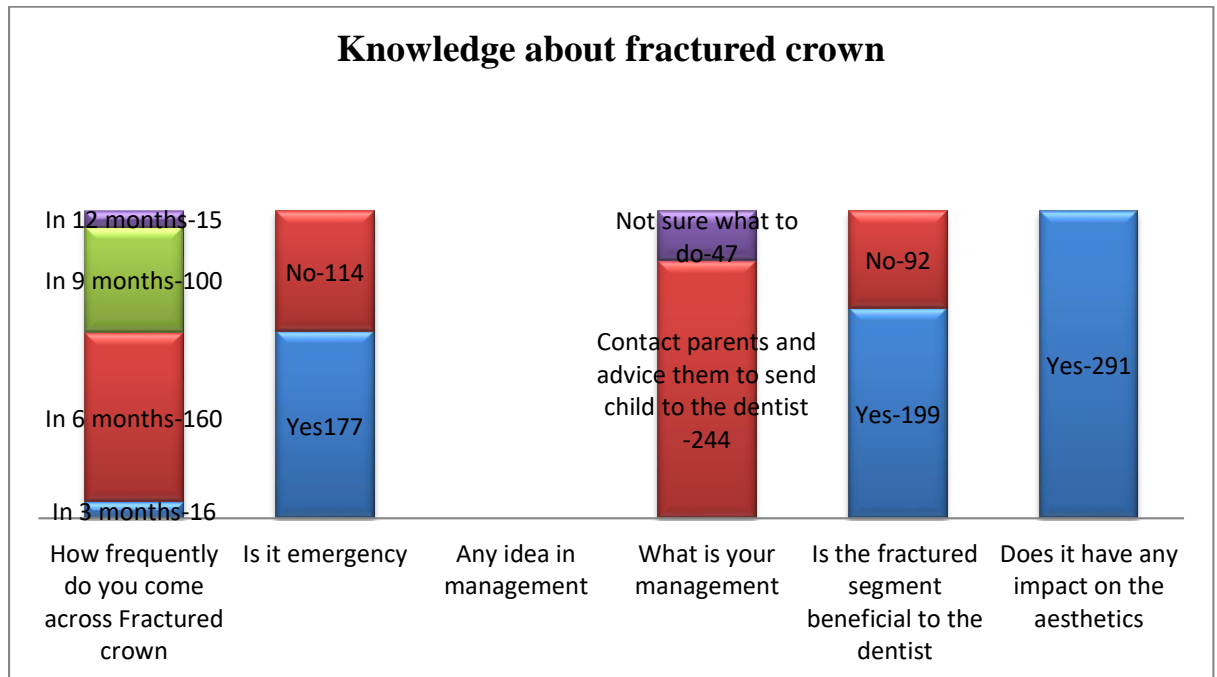 Knowledge about fractured crown
In 12 months-15
In 9 months-100
In 6 months-160
In 3 months-16
No-114
Yes177
Not sure what to
do-47
Contact parents and
advice them to send
child to the dentist
-244
No-92
Yes-199
Yes-291
How frequently
do you come
across Fractured
crown
Is it emergency
Any idea in
management
What is your
management
Is the fractured
segment
beneficial to the
dentist
Does it have any
impact on the
aesthetics